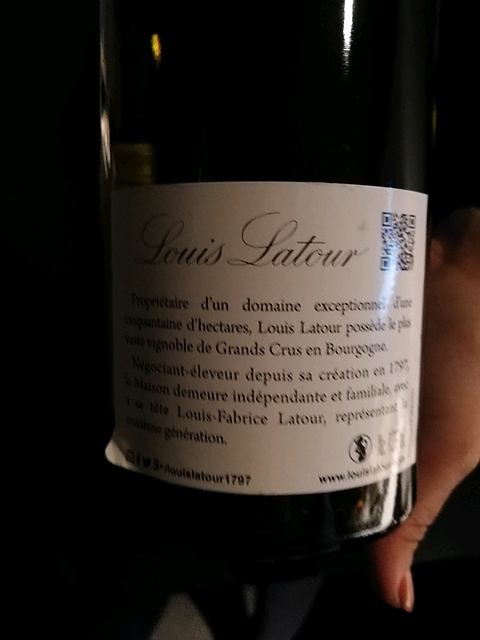 Louis Latour
Propriétaire d'un domaine exceptionnel d'une
cinquantaine d'hectares, Louis Latour possède le plus
vaste vignoble de Grands Crus en Bourgogne.
Négociant-éleveur depuis sa création en 1797,
la Maison demeure indépendante et familiale, avec
à sa tête Louis-Fabrice Latour, représentant la
onzième génération.
louislatour1797
www.louislatour